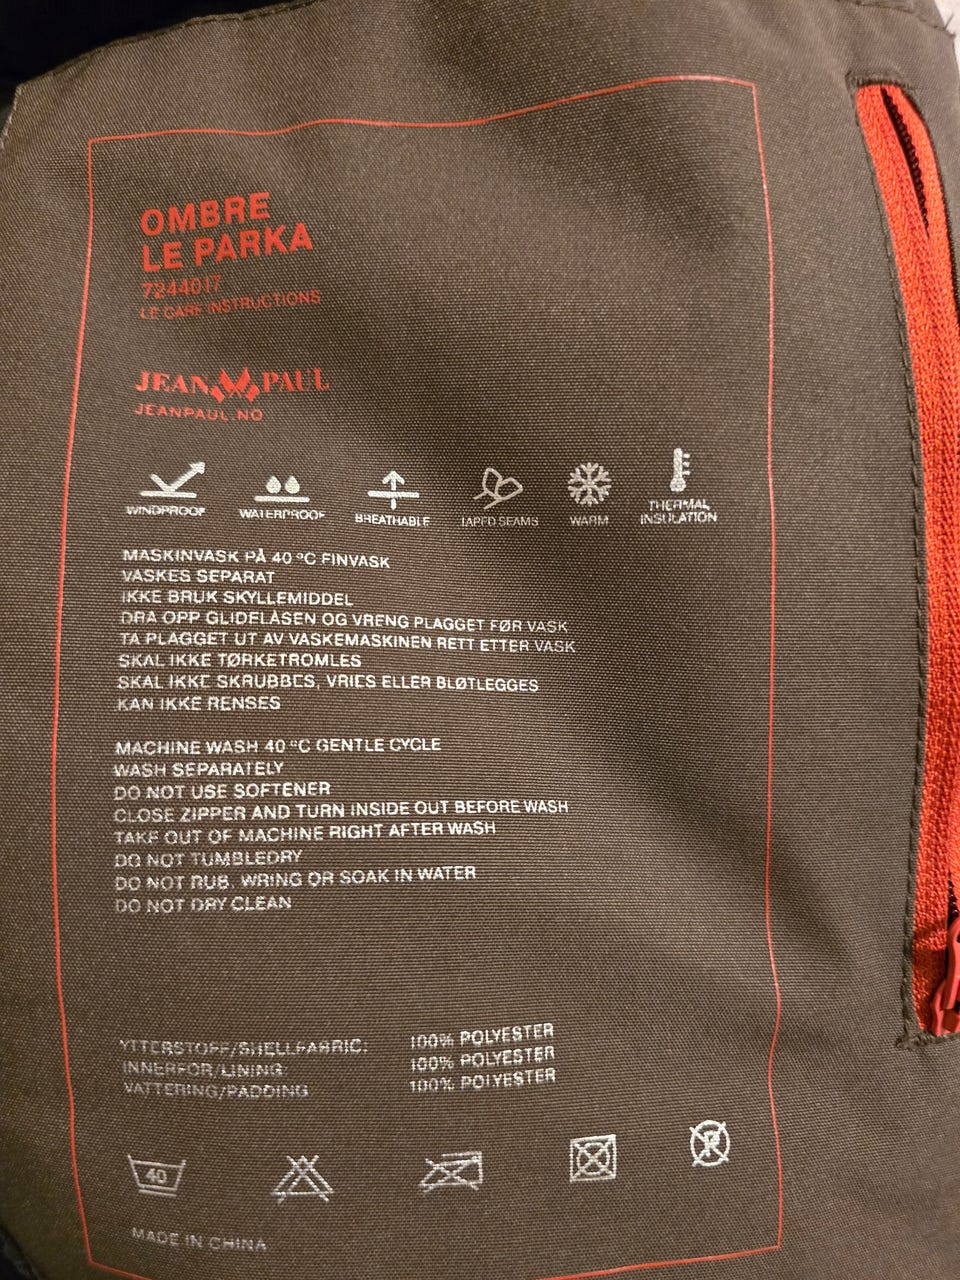 OMBRE
LE PARKA
7244017
LE CARE INSTRUCTIONS
JEAN PAUL
JEANPAUL.NO
WINDPROOF
WATERPROOF
BREATHABLE
TAPED SEAMS
WARM
THERMAL
INSULATION
MASKINVASK PÅ 40 °C FINVASK
VASKES SEPARAT
IKKE BRUK SKYLLEMIDDEL
DRA OPP GLIDELÅSEN OG VRENG PLAGGET FØR VASK
TA PLAGGET UT AV VASKEMASKINEN RETT ETTER VASK
SKAL IKKE TØRKETROMLES
SKAL IKKE SKRUBBES, VRIES ELLER BLØTLEGGES
KAN IKKE RENSES
MACHINE WASH 40 °C GENTLE CYCLE
WASH SEPARATELY
DO NOT USE SOFTENER
CLOSE ZIPPER AND TURN INSIDE OUT BEFORE WASH
TAKE OUT OF MACHINE RIGHT AFTER WASH
DO NOT TUMBLEDRY
DO NOT RUB, WRING OR SOAK IN WATER
DO NOT DRY CLEAN
YTTERSTOFF/SHELLFABRIC: 100% POLYESTER
INNERFOR/LINING: 100% POLYESTER
VATTERING/PADDING 100% POLYESTER
40
P
MADE IN CHINA